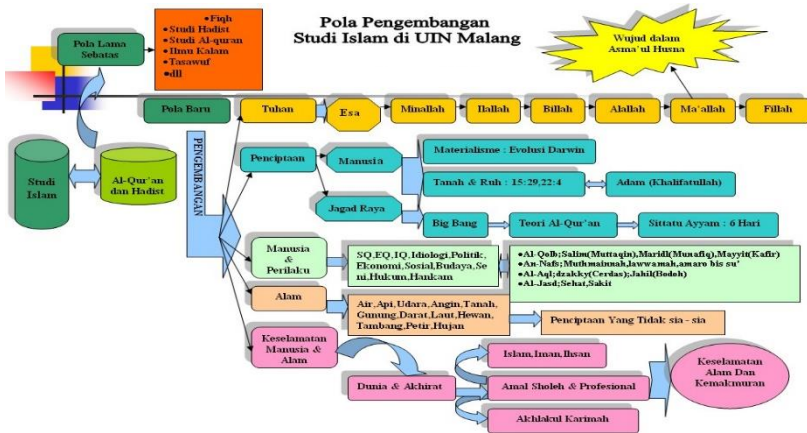 Pola Pengembangan
Studi Islam di UIN Malang
Pola Lama
Sebatas
•Fiqh
•Studi Hadist
•Studi Al-quran
•Ilmu Kalam
•Tasawuf
•dll
Wujud dalam
Asma'ul Husna
Pola Baru
Tuhan
Esa
Minallah
Ilallah
Billah
Alallah
Ma'allah
Fillah
Studi
Islam
Al-Qur'an
dan Hadist
PENGEMBANGAN
Penciptaan
Manusia
Materialisme : Evolusi Darwin
Tanah & Ruh : 15:29,22:4
Adam (Khalifatullah)
Jagad Raya
Big Bang
Teori Al-Qur'an
Sittatu Ayyam : 6 Hari
Manusia
&
Perilaku
SQ,EQ,IQ,Idiologi,Politik,
Ekonomi,Sosial,Budaya,Se
ni,Hukum,Hankam
•Al-Qolb;Salim(Muttaqin),Maridl(Munafiq),Mayyit(Kafir)
•An-Nafs;Muthmainnah,lawwamah,amaro bis su'
•Al-Aql;dzakky(Cerdas);Jahil(Bodoh)
•Al-Jasd;Sehat,Sakit
Alam
Air,Api,Udara,Angin,Tanah,
Gunung,Darat,Laut,Hewan,
Tambang,Petir,Hujan
Penciptaan Yang Tidak sia - sia
Keselamatan
Manusia &
Alam
Dunia & Akhirat
Islam,Iman,Ihsan
Amal Sholeh & Profesional
Akhlakul Karimah
Keselamatan
Alam Dan
Kemakmuran